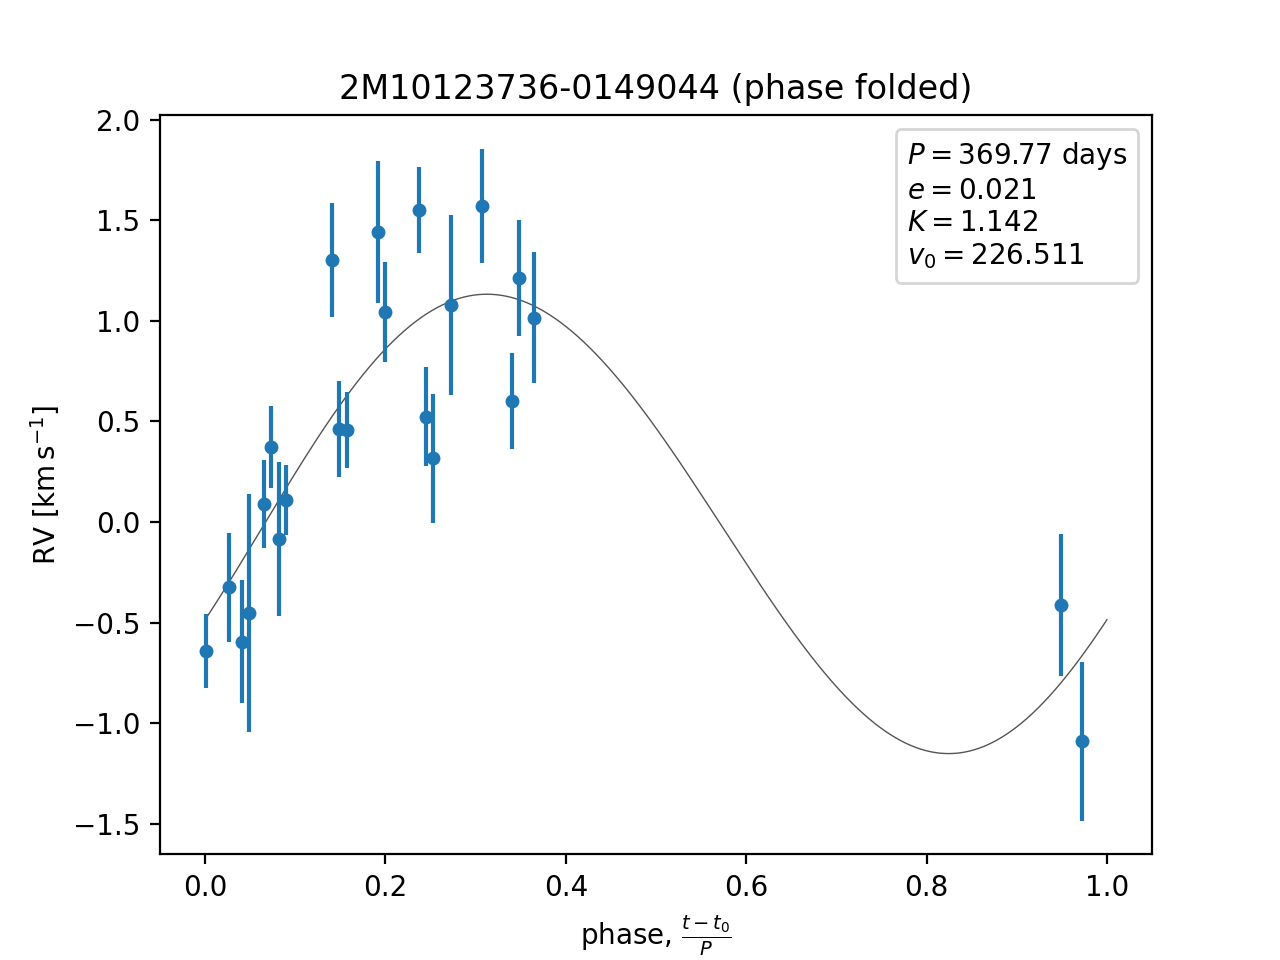 2M10123736-0149044 (phase folded)
P = 369.77 days
e = 0.021
K = 1.142
v₀ = 226.511
RV [km s⁻¹]
2.0
1.5
1.0
0.5
0.0
−0.5
−1.0
−1.5
0.0 0.2 0.4 0.6 0.8 1.0
phase, (t − t₀)/P